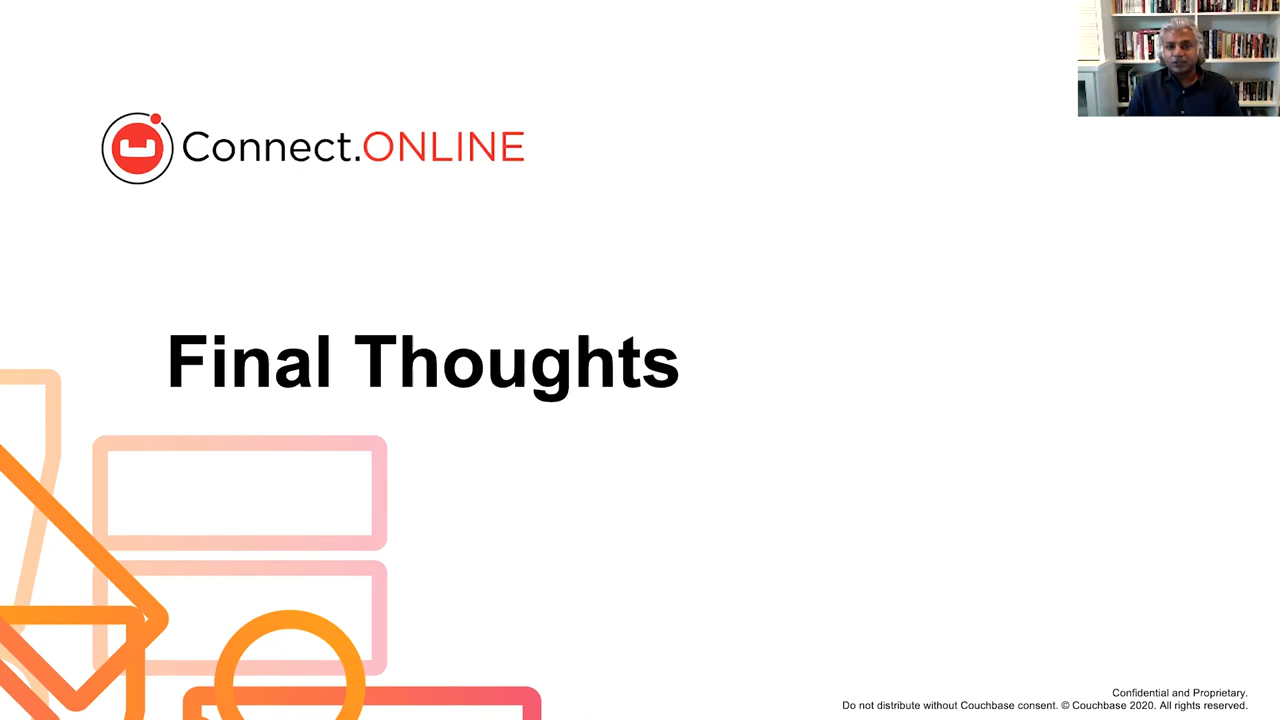 Connect.ONLINE
Final Thoughts
Confidential and Proprietary.
Do not distribute without Couchbase consent. © Couchbase 2020. All rights reserved.